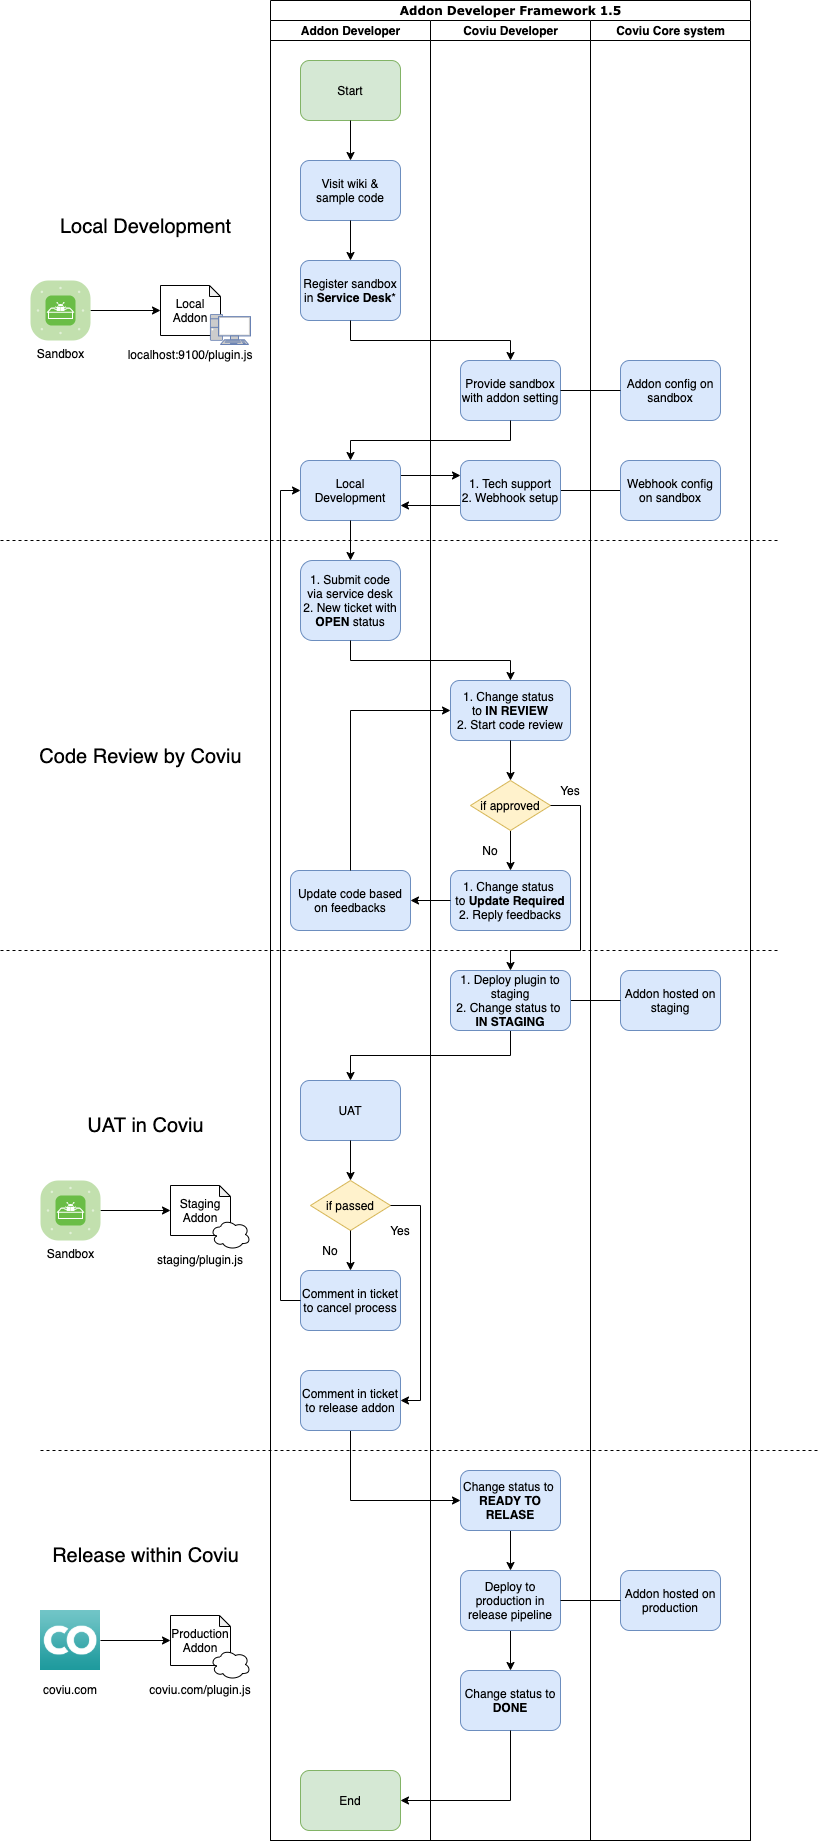 Addon Developer Framework 1.5
Addon Developer
Coviu Developer
Coviu Core system
Start
Visit wiki &
sample code
Local Development
Register sandbox
in Service Desk*
Local
Addon
Sandbox
localhost:9100/plugin.js
Provide sandbox
with addon setting
Addon config on
sandbox
Local
Development
1. Tech support
2. Webhook setup
Webhook config
on sandbox
1. Submit code
via service desk
2. New ticket with
OPEN status
1. Change status
to IN REVIEW
2. Start code review
Code Review by Coviu
Yes
if approved
No
Update code based
on feedbacks
1. Change status
to Update Required
2. Reply feedbacks
1. Deploy plugin to
staging
2. Change status to
IN STAGING
Addon hosted on
staging
UAT
UAT in Coviu
if passed
Yes
No
Staging
Addon
Sandbox
staging/plugin.js
Comment in ticket
to cancel process
Comment in ticket
to release addon
Change status to
READY TO
RELASE
Release within Coviu
Deploy to
production in
release pipeline
Addon hosted on
production
CO
Production
Addon
coviu.com
coviu.com/plugin.js
Change status to
DONE
End